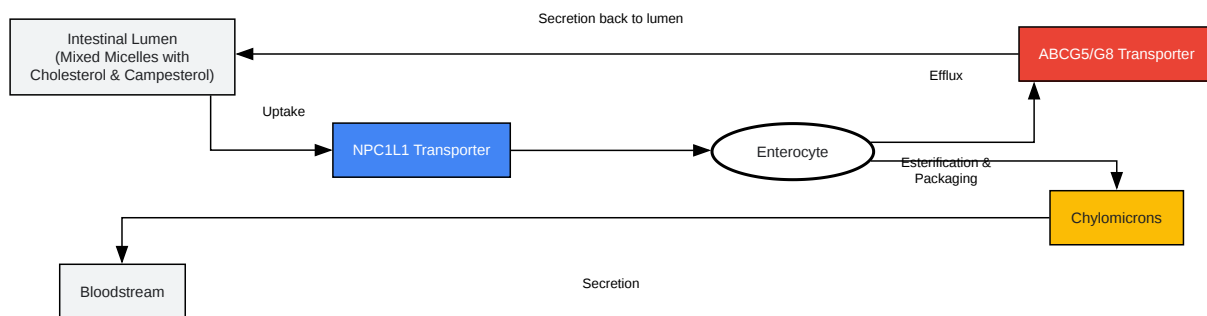 Secretion back to lumen
Intestinal Lumen
(Mixed Micelles with
Cholesterol & Campesterol)
ABCG5/G8 Transporter
Efflux
Uptake
NPC1L1 Transporter
Enterocyte
Esterification &
Packaging
Chylomicrons
Secretion
Bloodstream